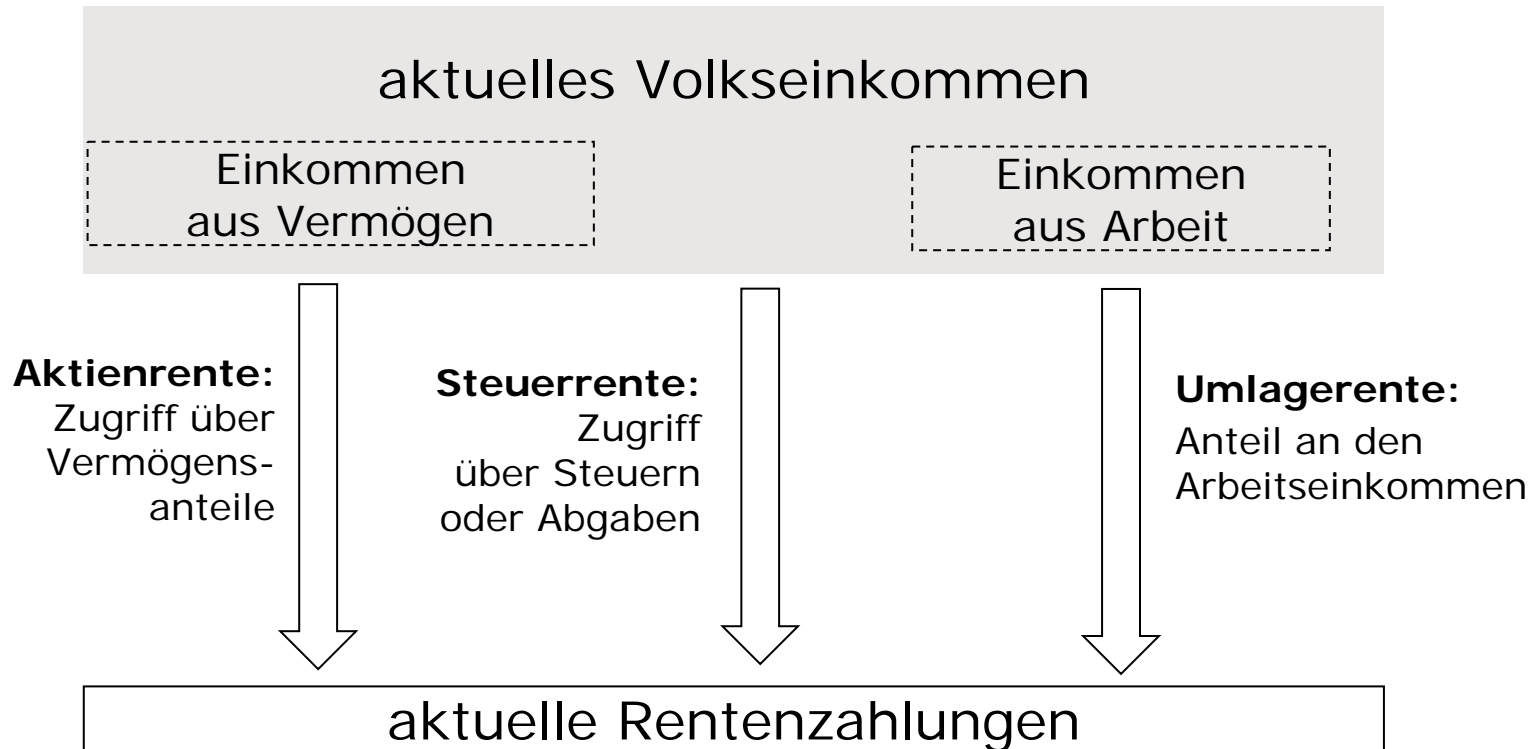 aktuelles Volkseinkommen
Einkommen
aus Vermögen
Einkommen
aus Arbeit
Aktienrente:
Zugriff über
Vermögens-
anteile
Steuerrente:
Zugriff
über Steuern
oder Abgaben
Umlagerente:
Anteil an den
Arbeitseinkommen
aktuelle Rentenzahlungen